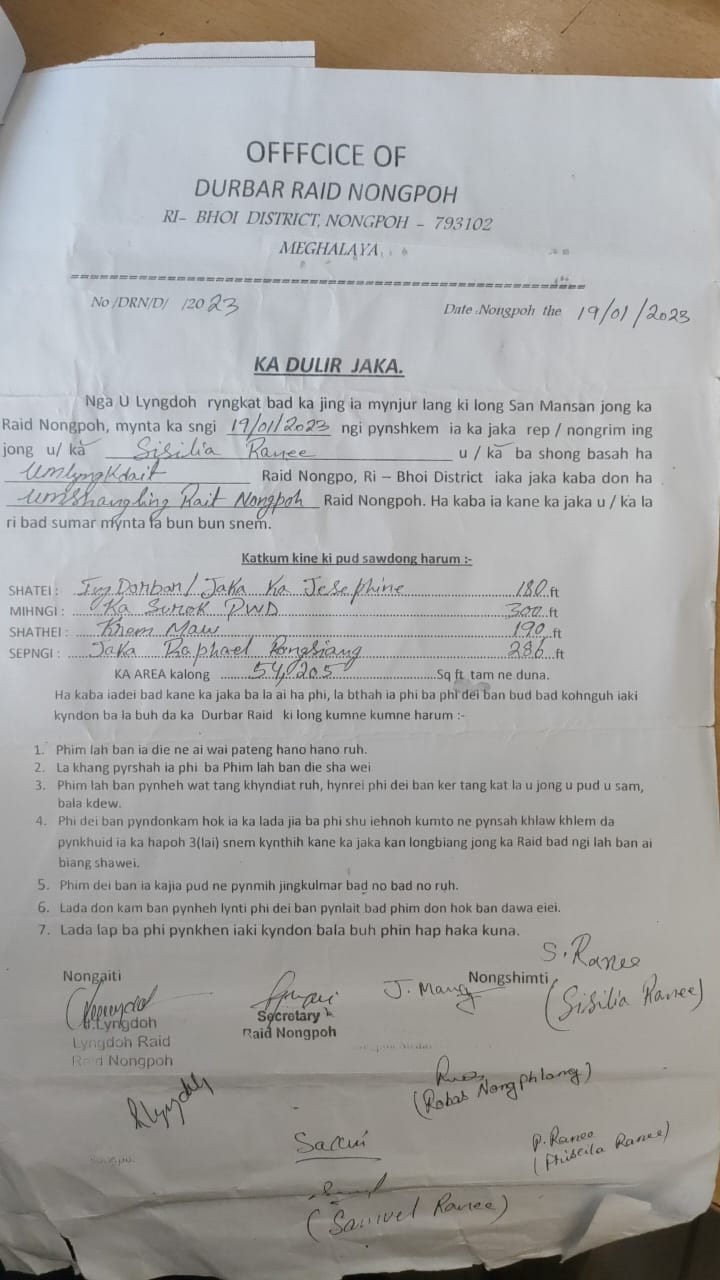 OFFFCICE OF
DURBAR RAID NONGPOH
RI- BHOI DISTRICT, NONGPOH - 793102
MEGHALAYA
No /DRN/D/ /2023 Date :Nongpoh the 19/01/2023
KA DULIR JAKA.
Nga U Lyngdoh ryngkat bad ka jing ia mynjur lang ki long San Mansan jong ka
Raid Nongpoh, mynta ka sngi 19/01/2023 ngi pynshkem ia ka jaka rep / nongrim ing
jong u/ ka Sisilia Ranee u / ka ba shong basah ha
Umlyngkdait Raid Nongpo, Ri – Bhoi District iaka jaka kaba don ha
Umshangling Rait Nongpoh Raid Nongpoh. Ha kaba ia kane ka jaka u / ka la
ri bad sumar mynta la bun bun snem.
Katkum kine ki pud sawdong harum :-
SHATEI : Donban / Jaka Ka Jesephine 180 ft
MIHNGI : Ka Surok PWD 300 ft
SHATHEI : Krem Maw 190 ft
SEPNGI : Jaka Raphael Rongsiang 286 ft
KA AREA kalong 54,205 Sq ft tam ne duna.
Ha kaba iadei bad kane ka jaka ba la ai ha phi, la bthah ia phi ba phi dei ban bud bad kohnguh iaki
kyndon ba la buh da ka Durbar Raid ki long kumne kumne harum :-
1. Phim lah ban ia die ne ai wai pateng hano hano ruh.
2. La khang pyrshah ia phi ba Phim lah ban die sha wei
3. Phim lah ban pynheh wat tang khyndiat ruh, hynrei phi dei ban ker tang kat la u jong u pud u sam,
bala kdew.
4. Phi dei ban pyndonkam hok ia ka lada jia ba phi shu iehnoh kumto ne pynsah khlaw khlem da
pynkhuid ia ka hapoh 3(lai) snem kynthih kane ka jaka kan longbiang jong ka Raid bad ngi lah ban ai
biang shawei.
5. Phim dei ban ia kajia pud ne pynmih jingkulmar bad no bad no ruh.
6. Lada don kam ban pynheh lynti phi dei ban pynlait bad phim don hok ban dawa eiei.
7. Lada lap ba phi pynkhen iaki kyndon bala buh phin hap haka kuna.
S. Ranee
Nongaiti J. Mang Nongshimti
(Sisilia Ranee)
Lyngdoh Secretary
Lyngdoh Raid Raid Nongpoh
Raid Nongpoh
(Robas Nongphlang)
P. Ranee
(Phiseila Ranee)
(Samvel Ranee)